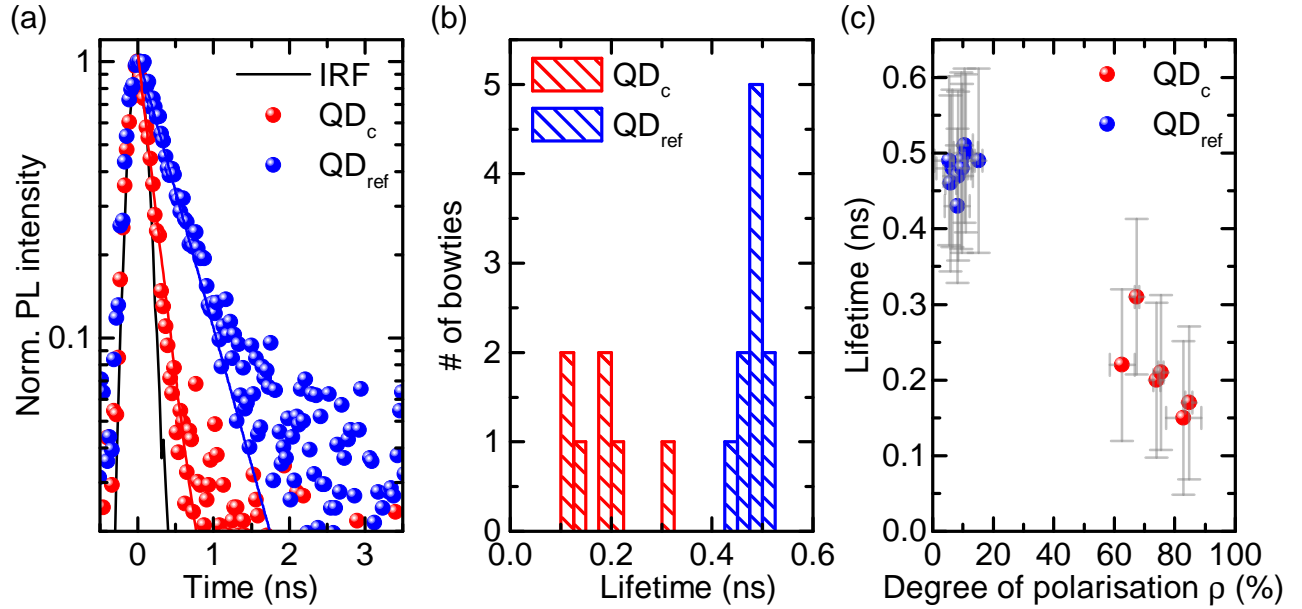 (a)
Norm. PL intensity
1
0.1
IRF
QDc
QDref
0 1 2 3
Time (ns)
(b)
# of bowties
5
4
3
2
1
0
QDc
QDref
0.0 0.2 0.4 0.6
Lifetime (ns)
(c)
Lifetime (ns)
0.6
0.5
0.4
0.3
0.2
0.1
0.0
QDc
QDref
0 20 40 60 80 100
Degree of polarisation ρ (%)